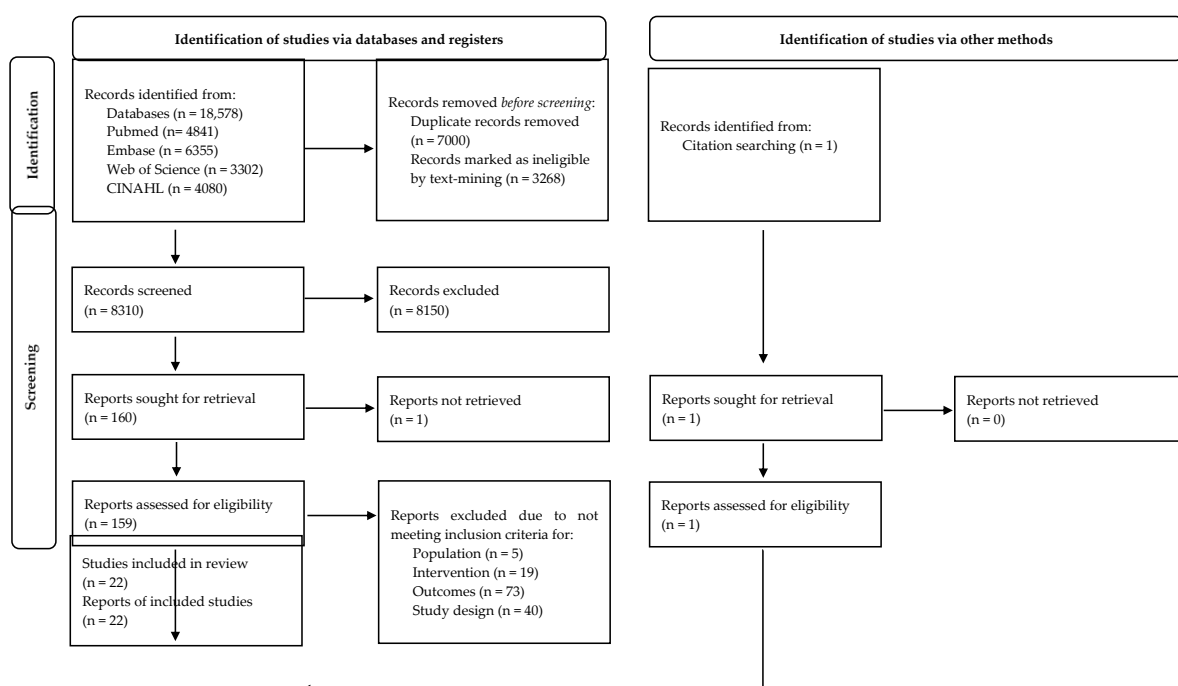 Identification of studies via databases and registers
Identification of studies via other methods
Identification
Records identified from:
Databases (n = 18,578)
Pubmed (n= 4841)
Embase (n = 6355)
Web of Science (n = 3302)
CINAHL (n = 4080)
Records removed before screening:
Duplicate records removed
(n = 7000)
Records marked as ineligible
by text-mining (n = 3268)
Records identified from:
Citation searching (n = 1)
Screening
Records screened
(n = 8310)
Records excluded
(n = 8150)
Reports sought for retrieval
(n = 160)
Reports not retrieved
(n = 1)
Reports sought for retrieval
(n = 1)
Reports not retrieved
(n = 0)
Reports assessed for eligibility
(n = 159)
Reports excluded due to not
meeting inclusion criteria for:
Population (n = 5)
Intervention (n = 19)
Outcomes (n = 73)
Study design (n = 40)
Reports assessed for eligibility
(n = 1)
Studies included in review
(n = 22)
Reports of included studies
(n = 22)